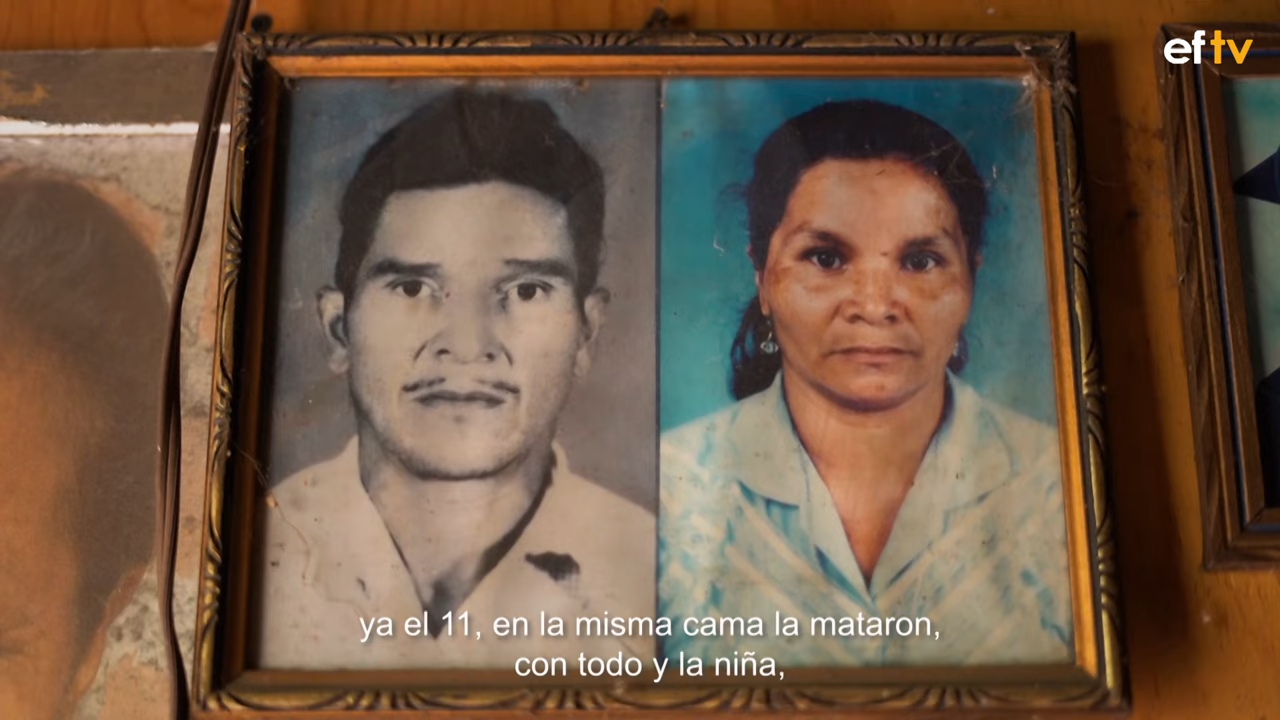 eftv
ya el 11, en la misma cama la mataron,
con todo y la niña,